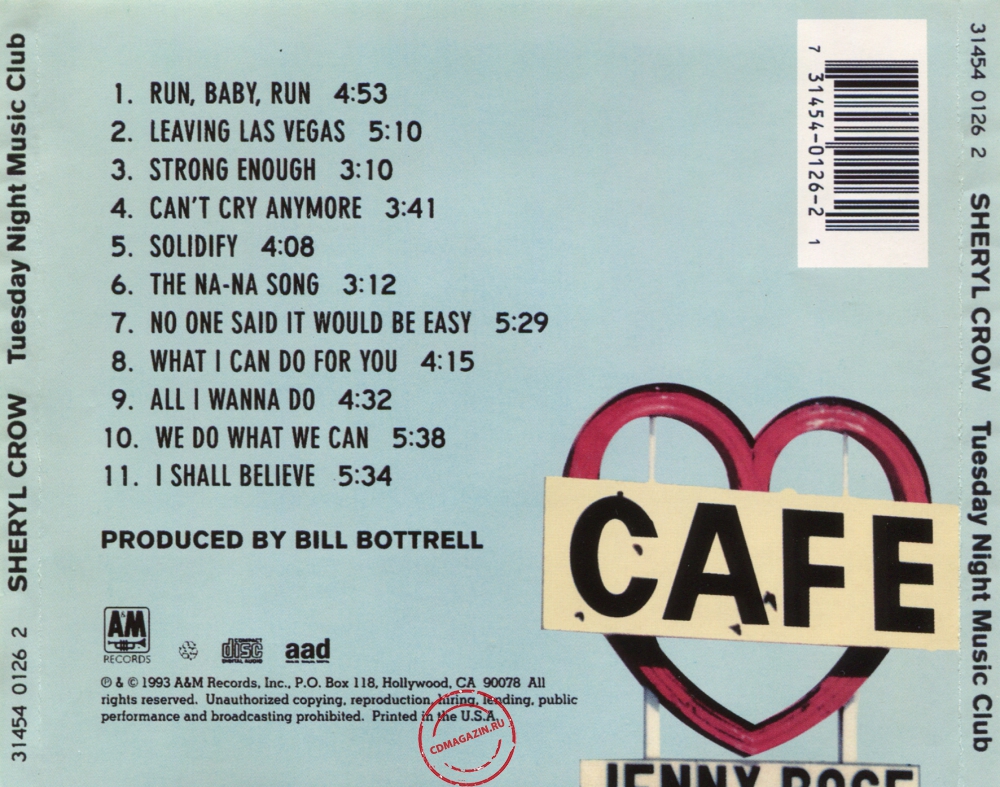 SHERYL CROW Tuesday Night Music Club
31454 0126 2
1. RUN, BABY, RUN 4:53
2. LEAVING LAS VEGAS 5:10
3. STRONG ENOUGH 3:10
4. CAN'T CRY ANYMORE 3:41
5. SOLIDIFY 4:08
6. THE NA-NA SONG 3:12
7. NO ONE SAID IT WOULD BE EASY 5:29
8. WHAT I CAN DO FOR YOU 4:15
9. ALL I WANNA DO 4:32
10. WE DO WHAT WE CAN 5:38
11. I SHALL BELIEVE 5:34
PRODUCED BY BILL BOTTRELL
A&M
RECORDS
COMPACT
disc
DIGITAL AUDIO
aad
℗ & © 1993 A&M Records, Inc., P.O. Box 118, Hollywood, CA 90078 All
rights reserved. Unauthorized copying, reproduction, hiring, lending, public
performance and broadcasting prohibited. Printed in the U.S.A.
CDMAGAZIN.RU
7 31454-0126-2 1
CAFE
JENNY ROSE
31454 0126 2
SHERYL CROW Tuesday Night Music Club